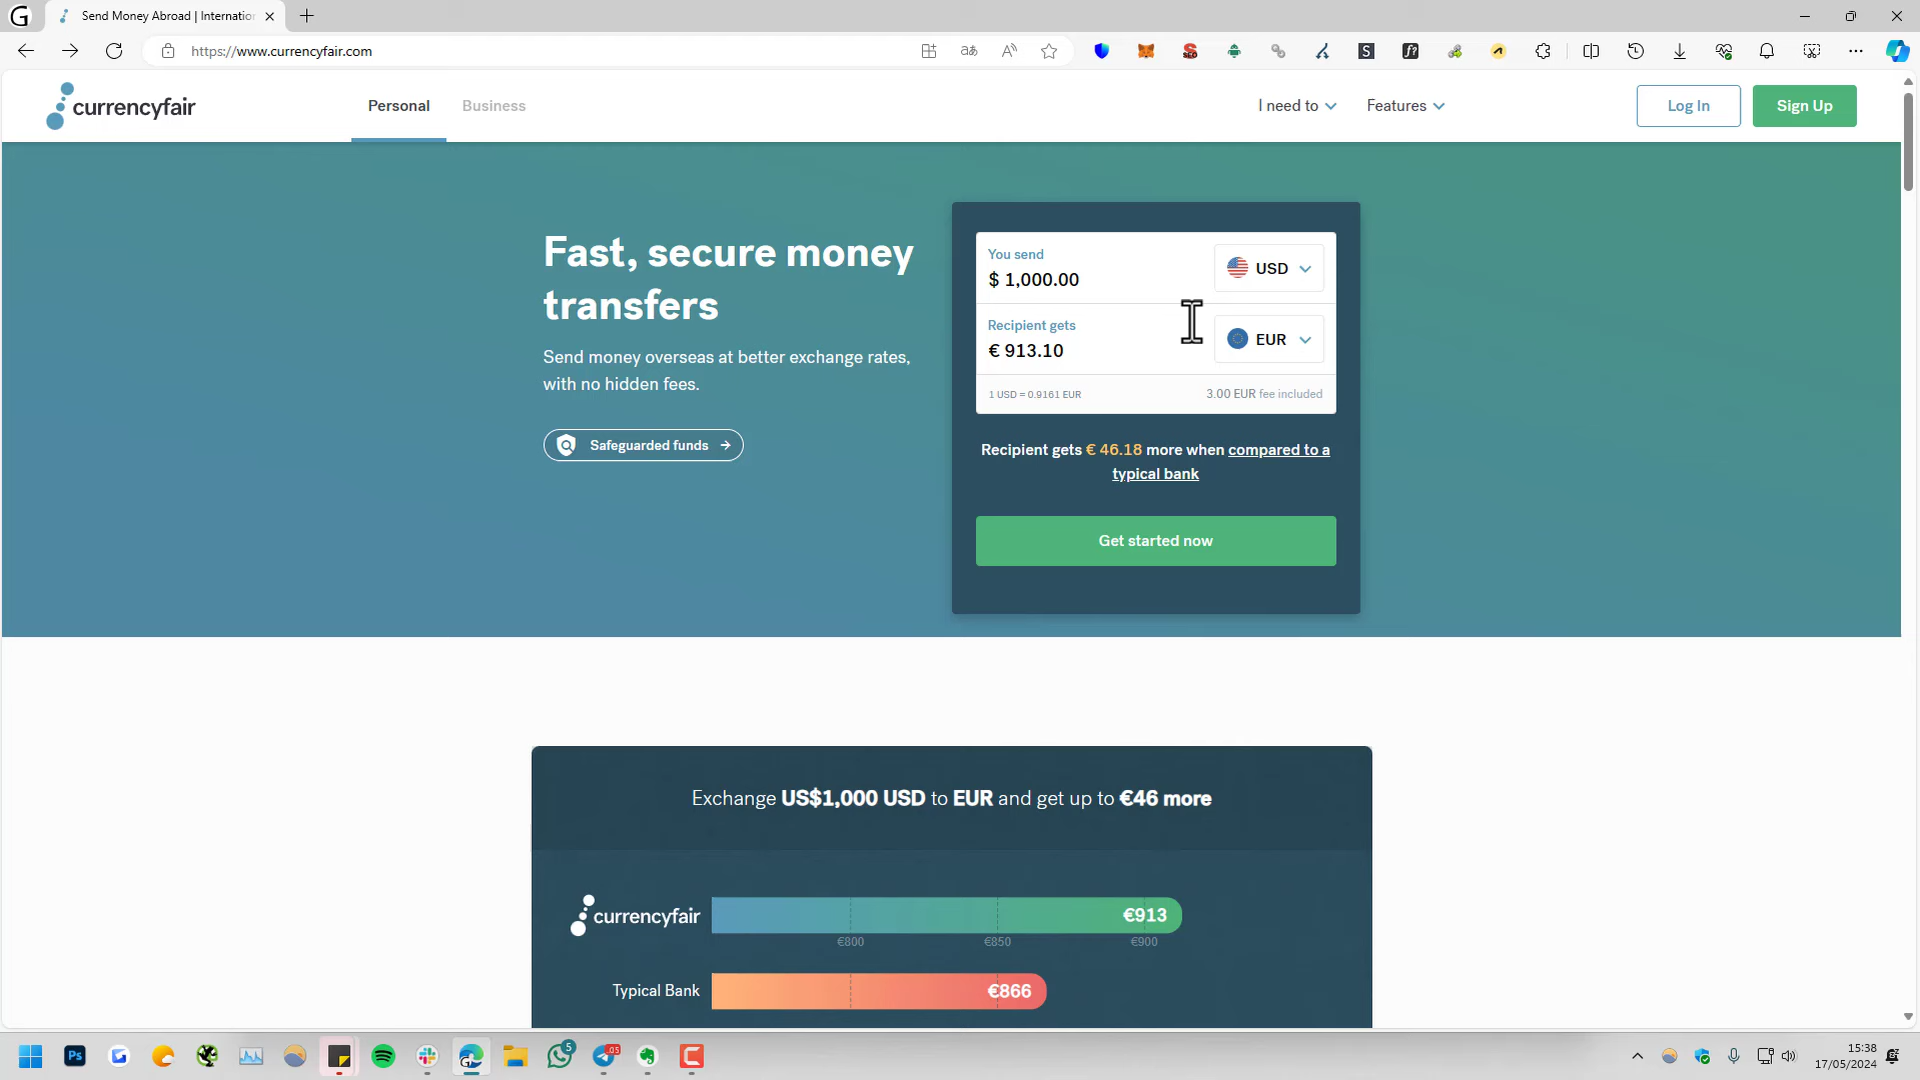 Send Money Abroad | Internatio
https://www.currencyfair.com
currencyfair
Personal
Business
I need to
Features
Log In
Sign Up
Fast, secure money
transfers
Send money overseas at better exchange rates,
with no hidden fees.
Safeguarded funds
You send
$ 1,000.00
USD
Recipient gets
€ 913.10
EUR
1 USD = 0.9161 EUR
3.00 EUR fee included
Recipient gets € 46.18 more when compared to a
typical bank
Get started now
Exchange US$1,000 USD to EUR and get up to €46 more
currencyfair
€913
€800
€850
€900
Typical Bank
€866
Ps
5
15:38
17/05/2024